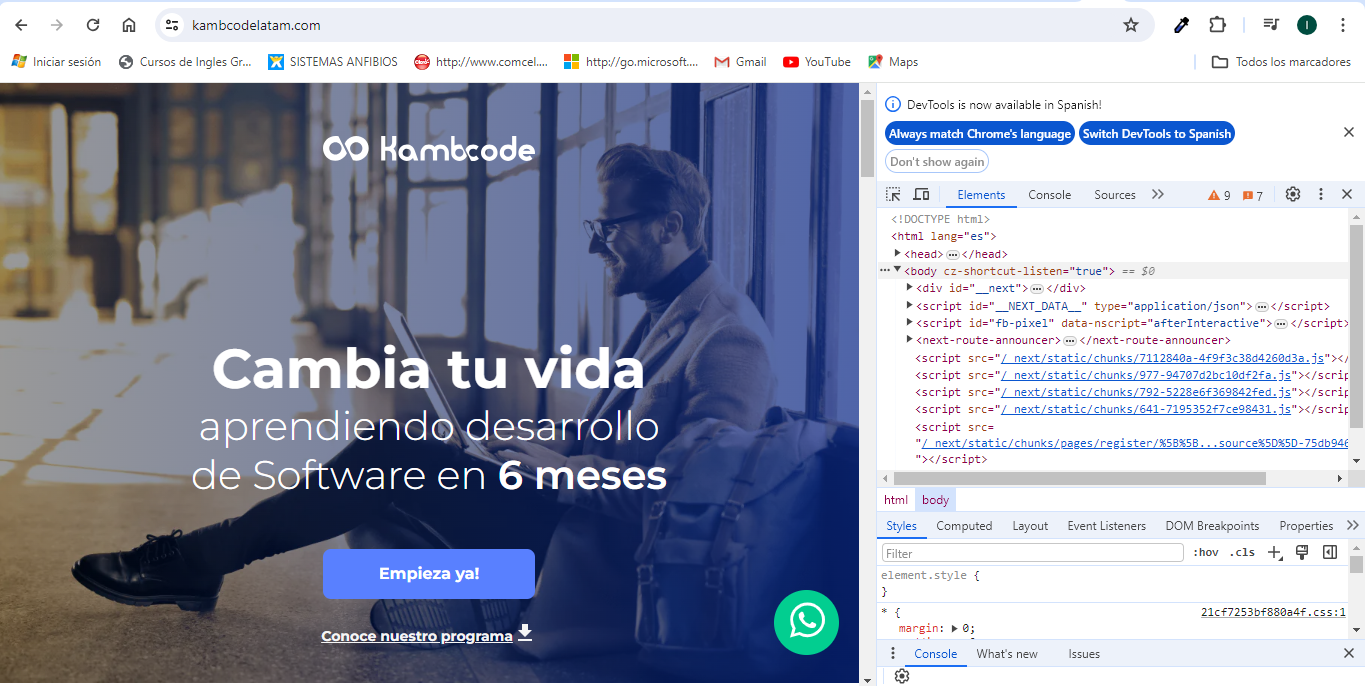 kambcodelatam.com
I
Iniciar sesión
Cursos de Ingles Gr...
SISTEMAS ANFIBIOS
http://www.comcel....
http://go.microsoft....
Gmail
YouTube
Maps
Todos los marcadores
Kambcode
Cambia tu vida
aprendiendo desarrollo
de Software en 6 meses
Empieza ya!
Conoce nuestro programa
DevTools is now available in Spanish!
Always match Chrome's language
Switch DevTools to Spanish
Don't show again
Elements Console Sources 9 7
<!DOCTYPE html>
<html lang="es">
<head>…</head>
<body cz-shortcut-listen="true"> == $0
<div id="__next">…</div>
<script id="__NEXT_DATA__" type="application/json">…</script>
<script id="fb-pixel" data-nscript="afterInteractive">…</script>
<next-route-announcer>…</next-route-announcer>
<script src="/_next/static/chunks/7112840a-4f9f3c38d4260d3a.js"></
<script src="/_next/static/chunks/977-94707d2bc10df2fa.js"></scrip
<script src="/_next/static/chunks/792-5228e6f369842fed.js"></scrip
<script src="/_next/static/chunks/641-7195352f7ce98431.js"></scrip
<script src=
"/_next/static/chunks/pages/register/%5B%5B...source%5D%5D-75db946
"></script>
html body
Styles Computed Layout Event Listeners DOM Breakpoints Properties
Filter :hov .cls
element.style {
}
* { 21cf7253bf880a4f.css:1
margin: 0;
Console What's new Issues